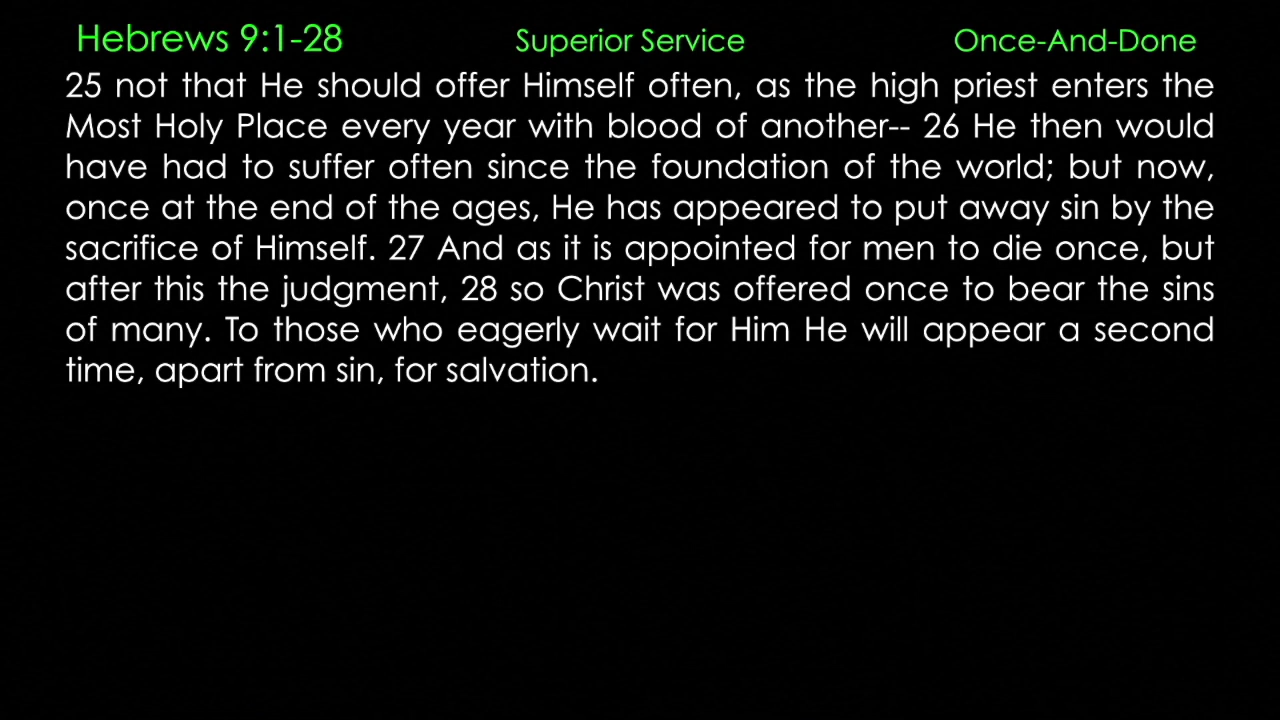 Hebrews 9:1-28 Superior Service Once-And-Done
25 not that He should offer Himself often, as the high priest enters the
Most Holy Place every year with blood of another-- 26 He then would
have had to suffer often since the foundation of the world; but now,
once at the end of the ages, He has appeared to put away sin by the
sacrifice of Himself. 27 And as it is appointed for men to die once, but
after this the judgment, 28 so Christ was offered once to bear the sins
of many. To those who eagerly wait for Him He will appear a second
time, apart from sin, for salvation.